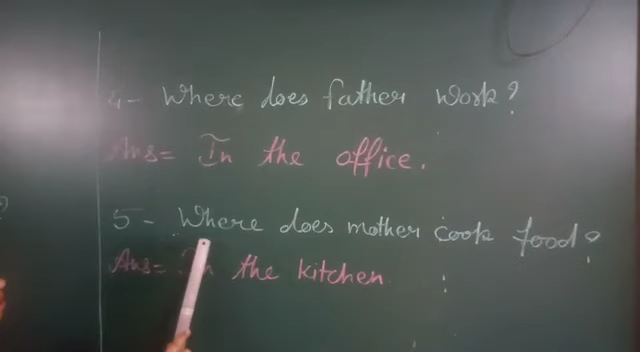 4- Where does father work?
Ans= In the office.
5- Where does mother cook food?
Ans= In the kitchen